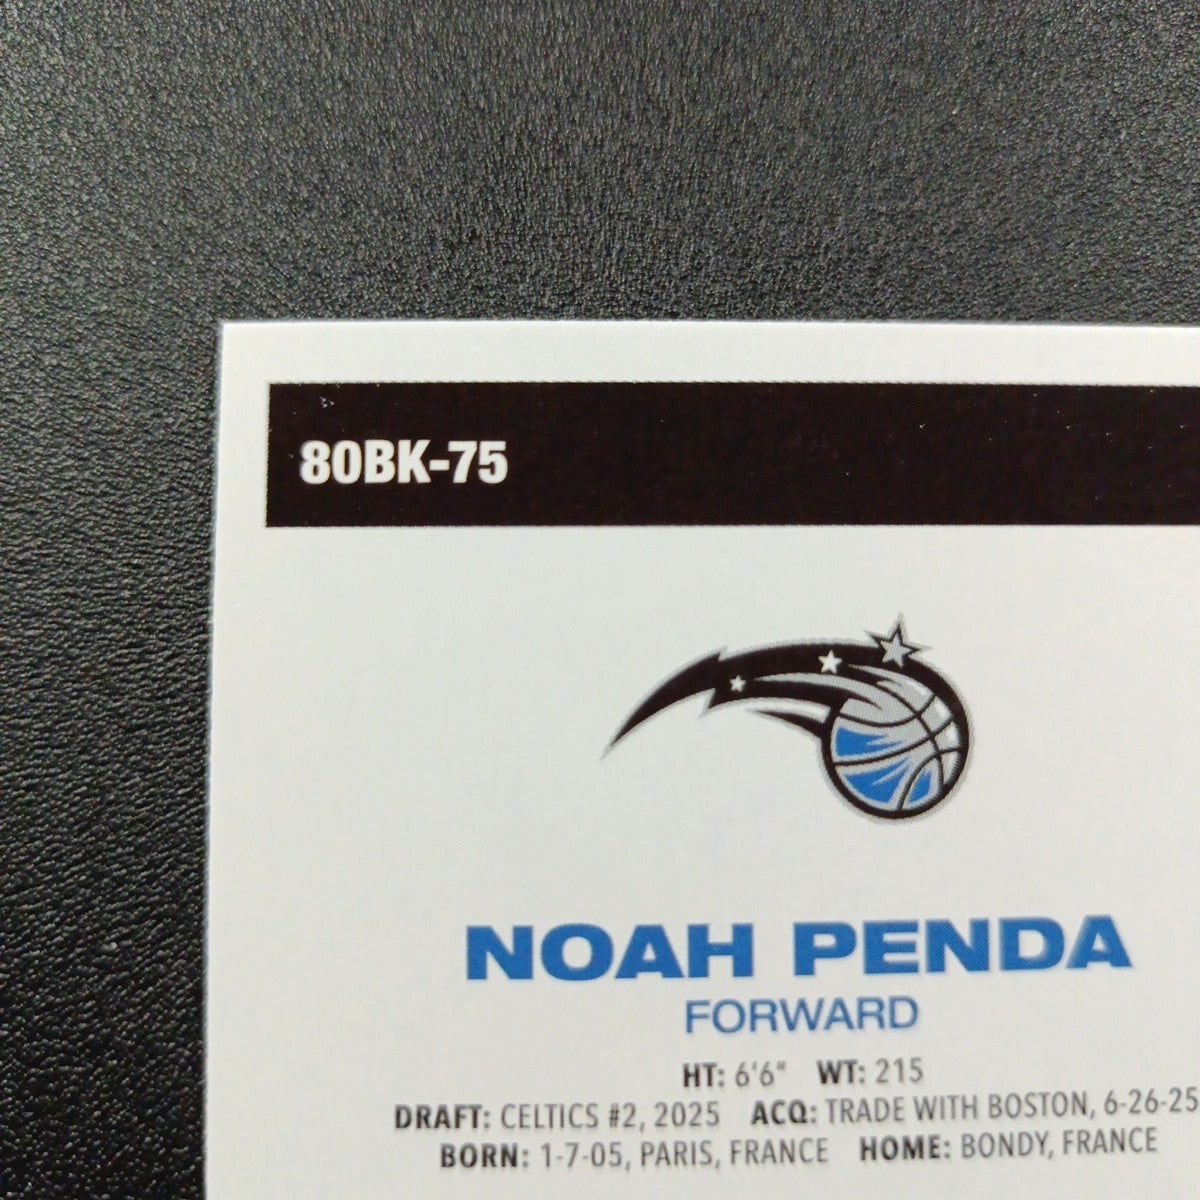 80BK-75
NOAH PENDA
FORWARD
HT: 6'6" WT: 215
DRAFT: CELTICS #2, 2025 ACQ: TRADE WITH BOSTON, 6-26-25
BORN: 1-7-05, PARIS, FRANCE HOME: BONDY, FRANCE